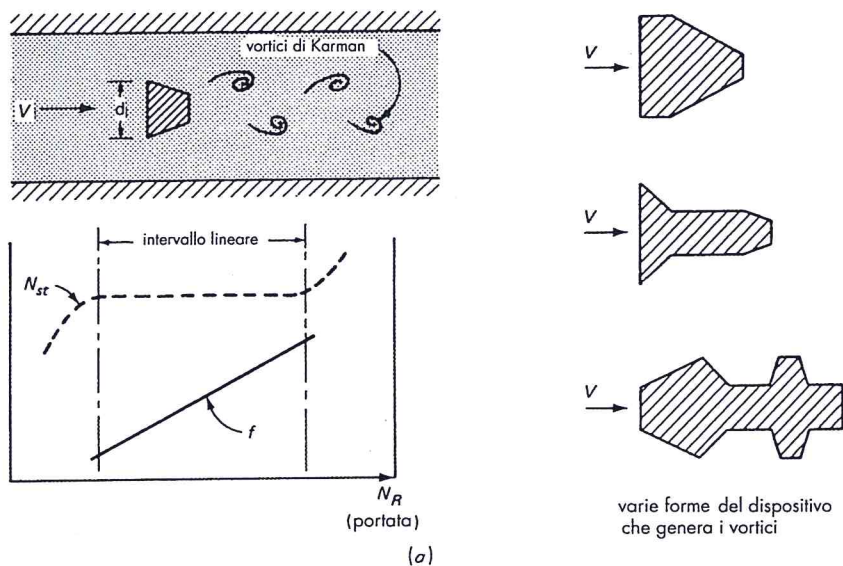 vortici di Karman
V
d
V
intervallo lineare
N_st
f
N_R
(portata)
(a)
V
V
varie forme del dispositivo
che genera i vortici